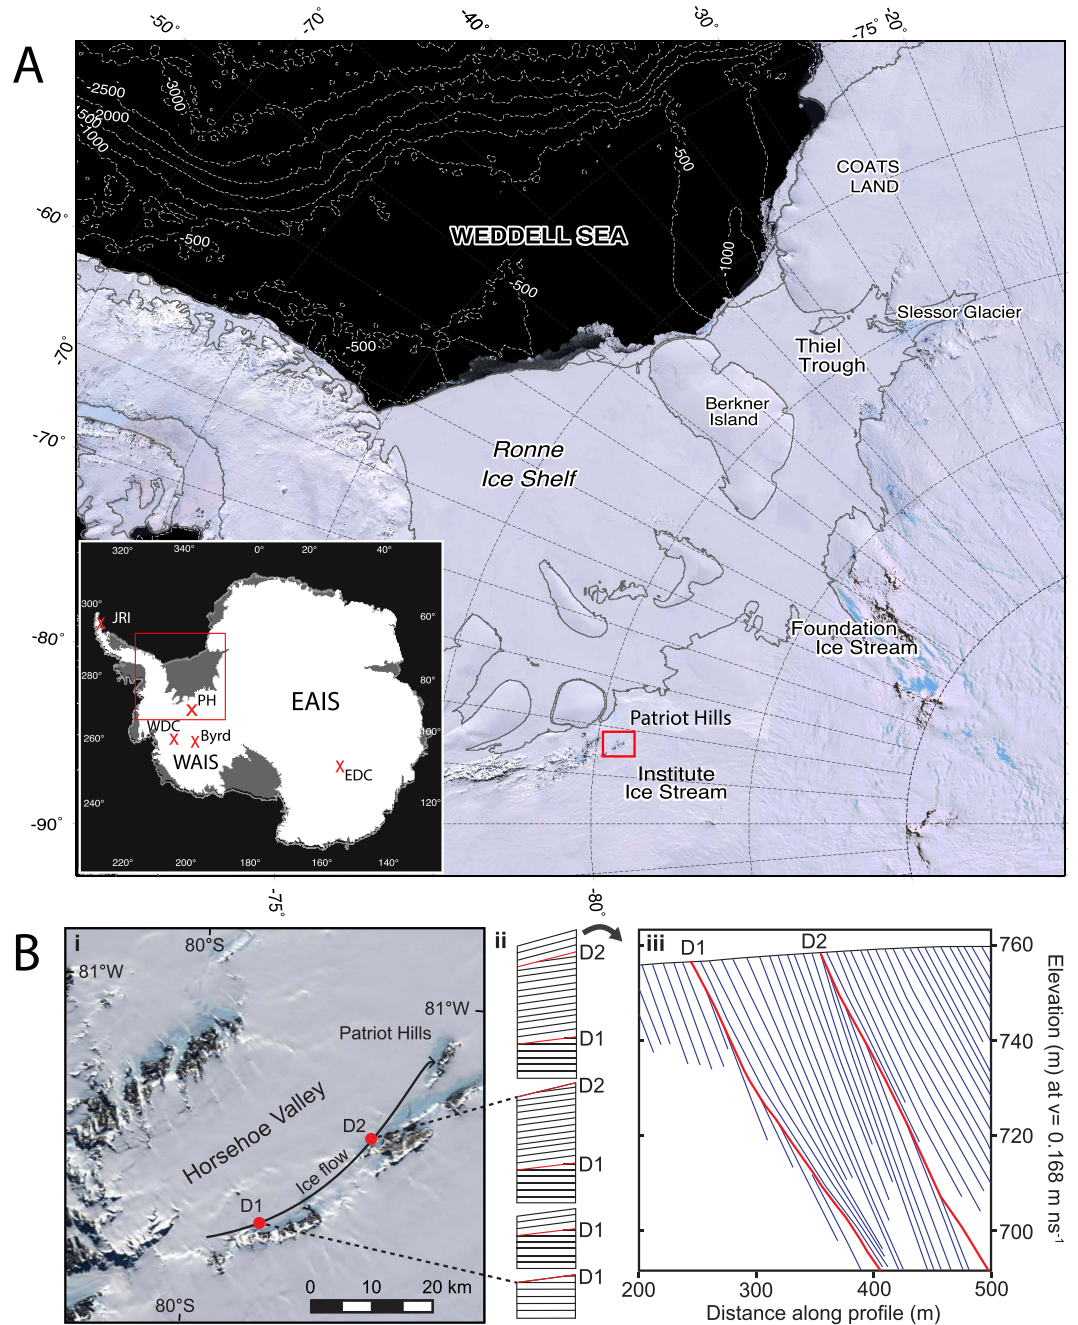 A
-50°
-70°
-40°
-30°
-75°
-20°
-2500
-3000
2000
500
-1000
-500
COATS
LAND
-60°
-500
WEDDELL SEA
-1000
-500
Slessor Glacier
-500
Thiel
Trough
-70°
Berkner
Island
-70°
Ronne
Ice Shelf
320°
340°
0°
20°
40°
300°
JRI
60°
-80°
Foundation
Ice Stream
280°
PH
EAIS
80°
Patriot Hills
WDC
Byrd
100°
260°
WAIS
EDC
Institute
Ice Stream
240°
120°
-90°
220°
200°
180°
160°
140°
-75°
-80°
B
i
80°S
81°W
81°W
Patriot Hills
Horsehoe Valley
D2
Ice flow
D1
0
10
20 km
80°S
ii
D2
D1
D2
D1
D1
D1
iii
D1
D2
760
740
720
700
Elevation (m) at v= 0.168 m ns-1
200
300
400
500
Distance along profile (m)